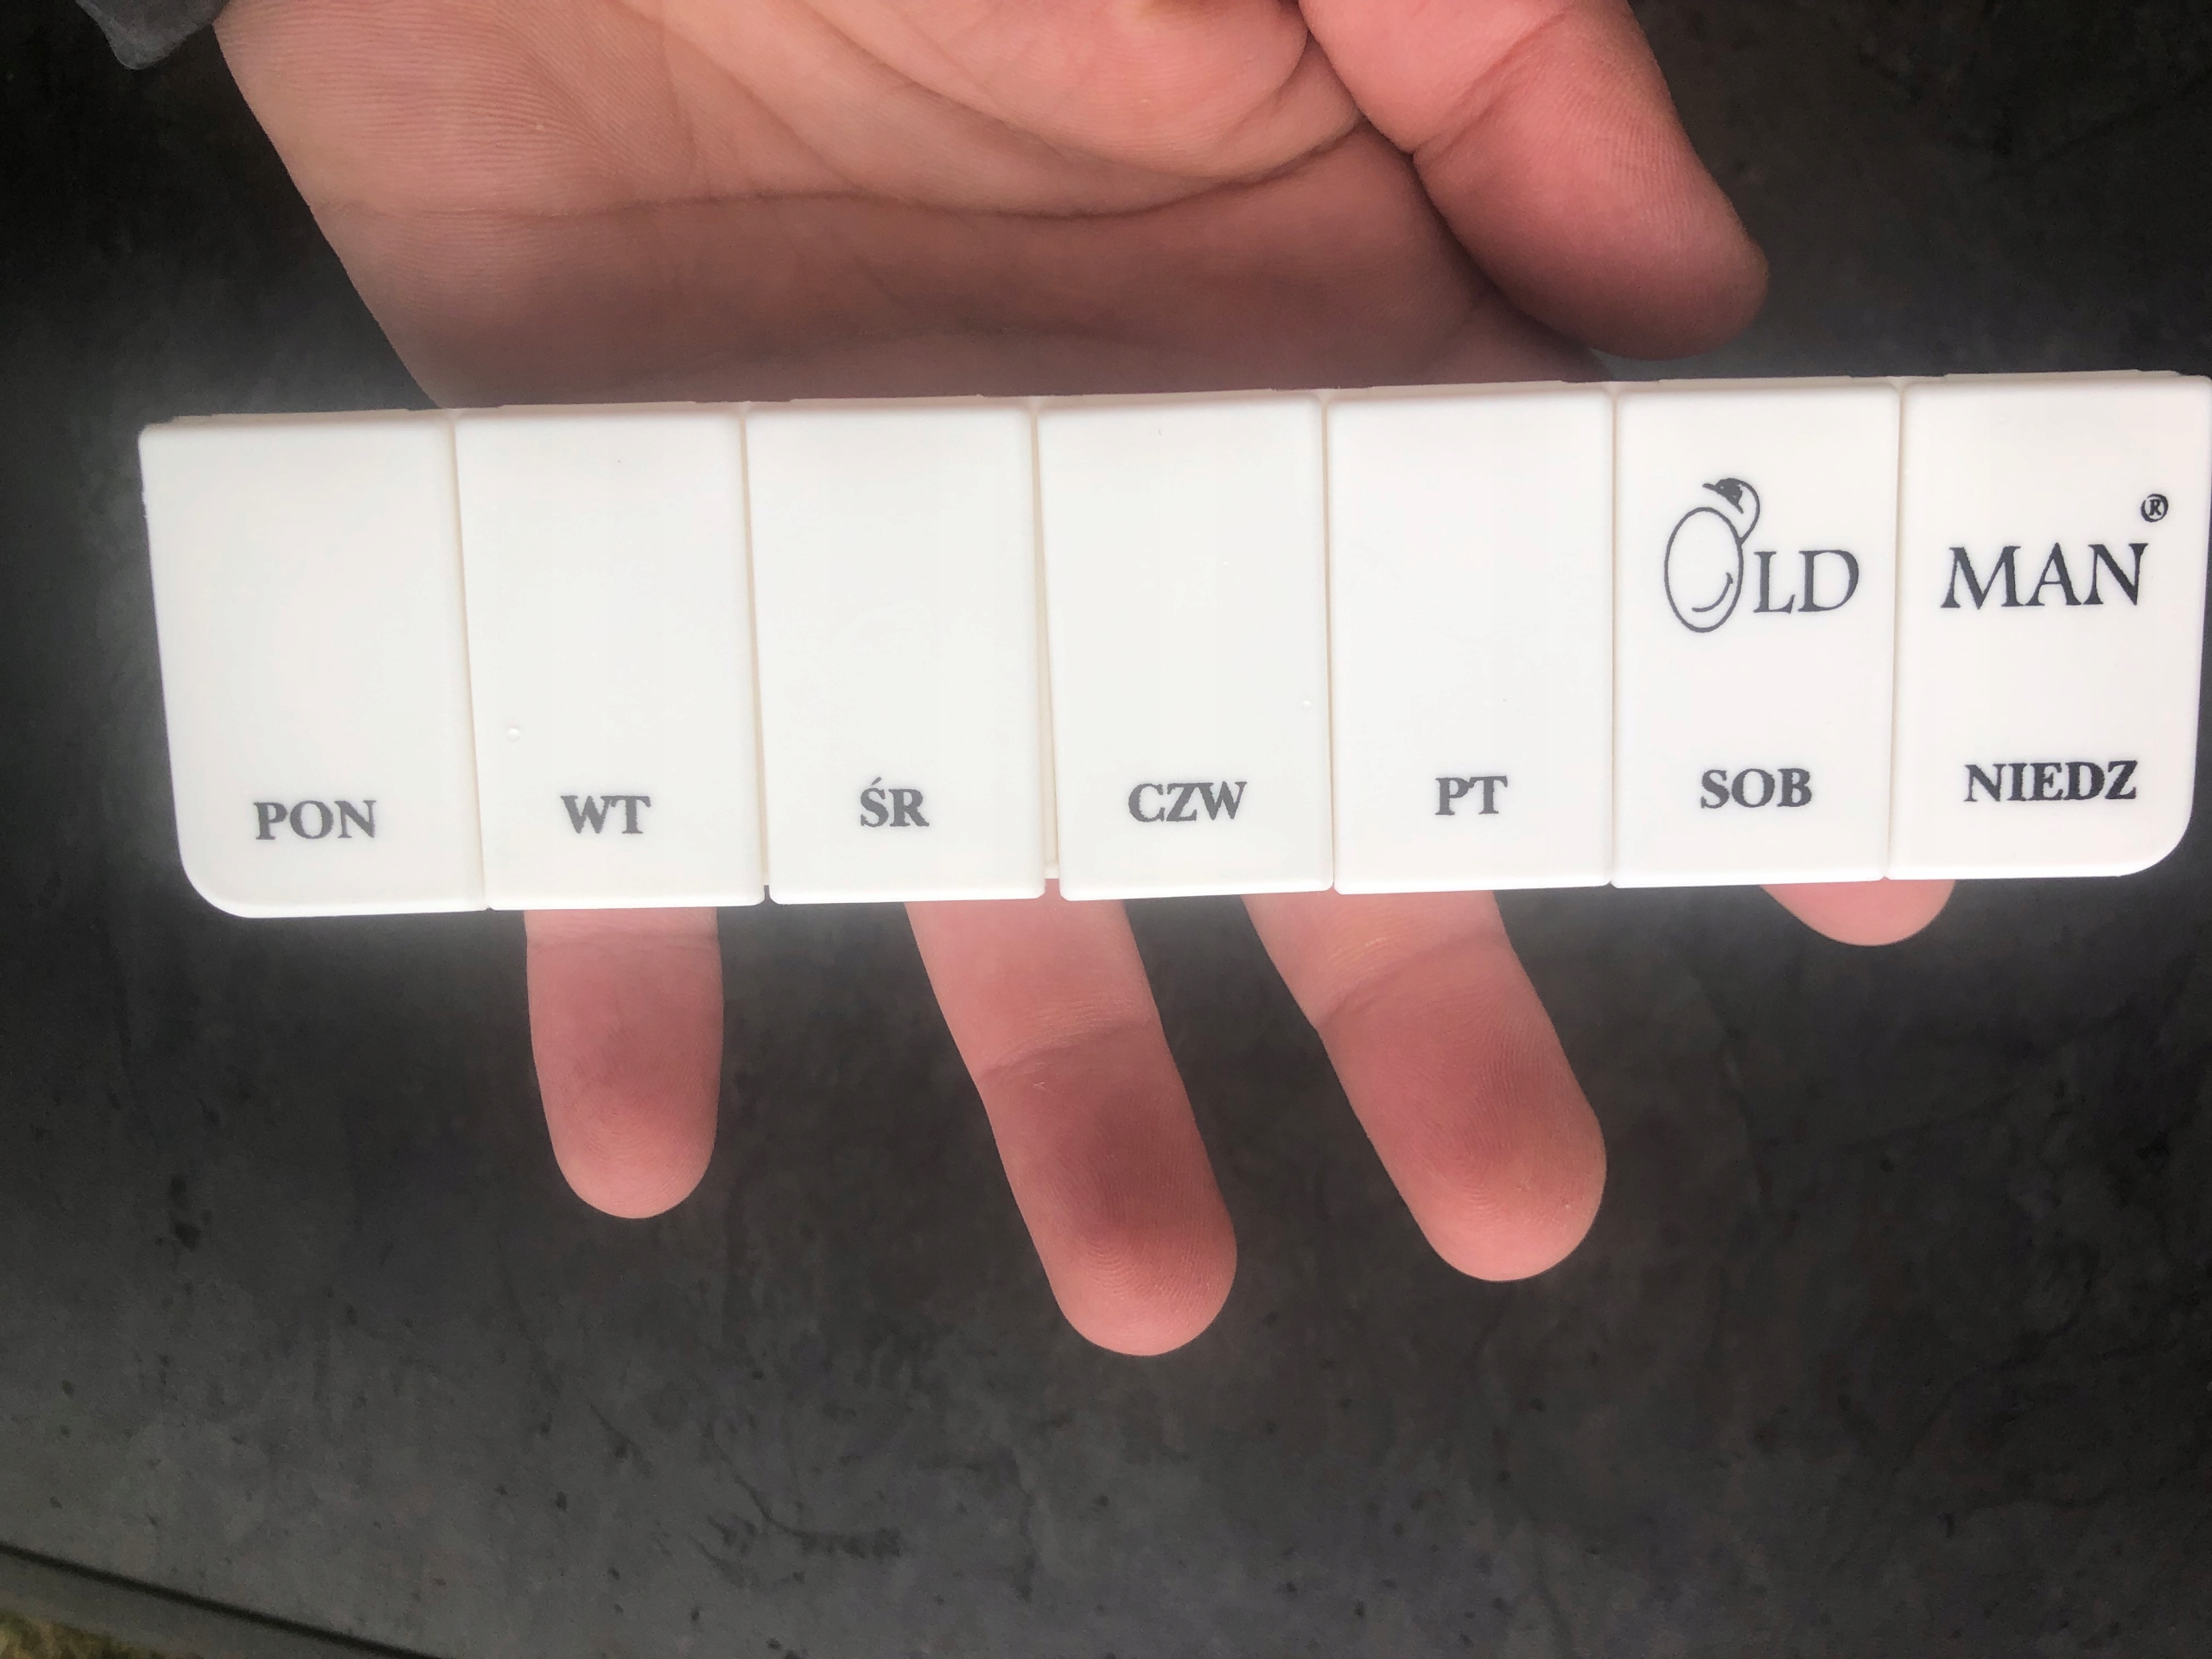 OLD MAN®
PON WT ŚR CZW PT SOB NIEDZ